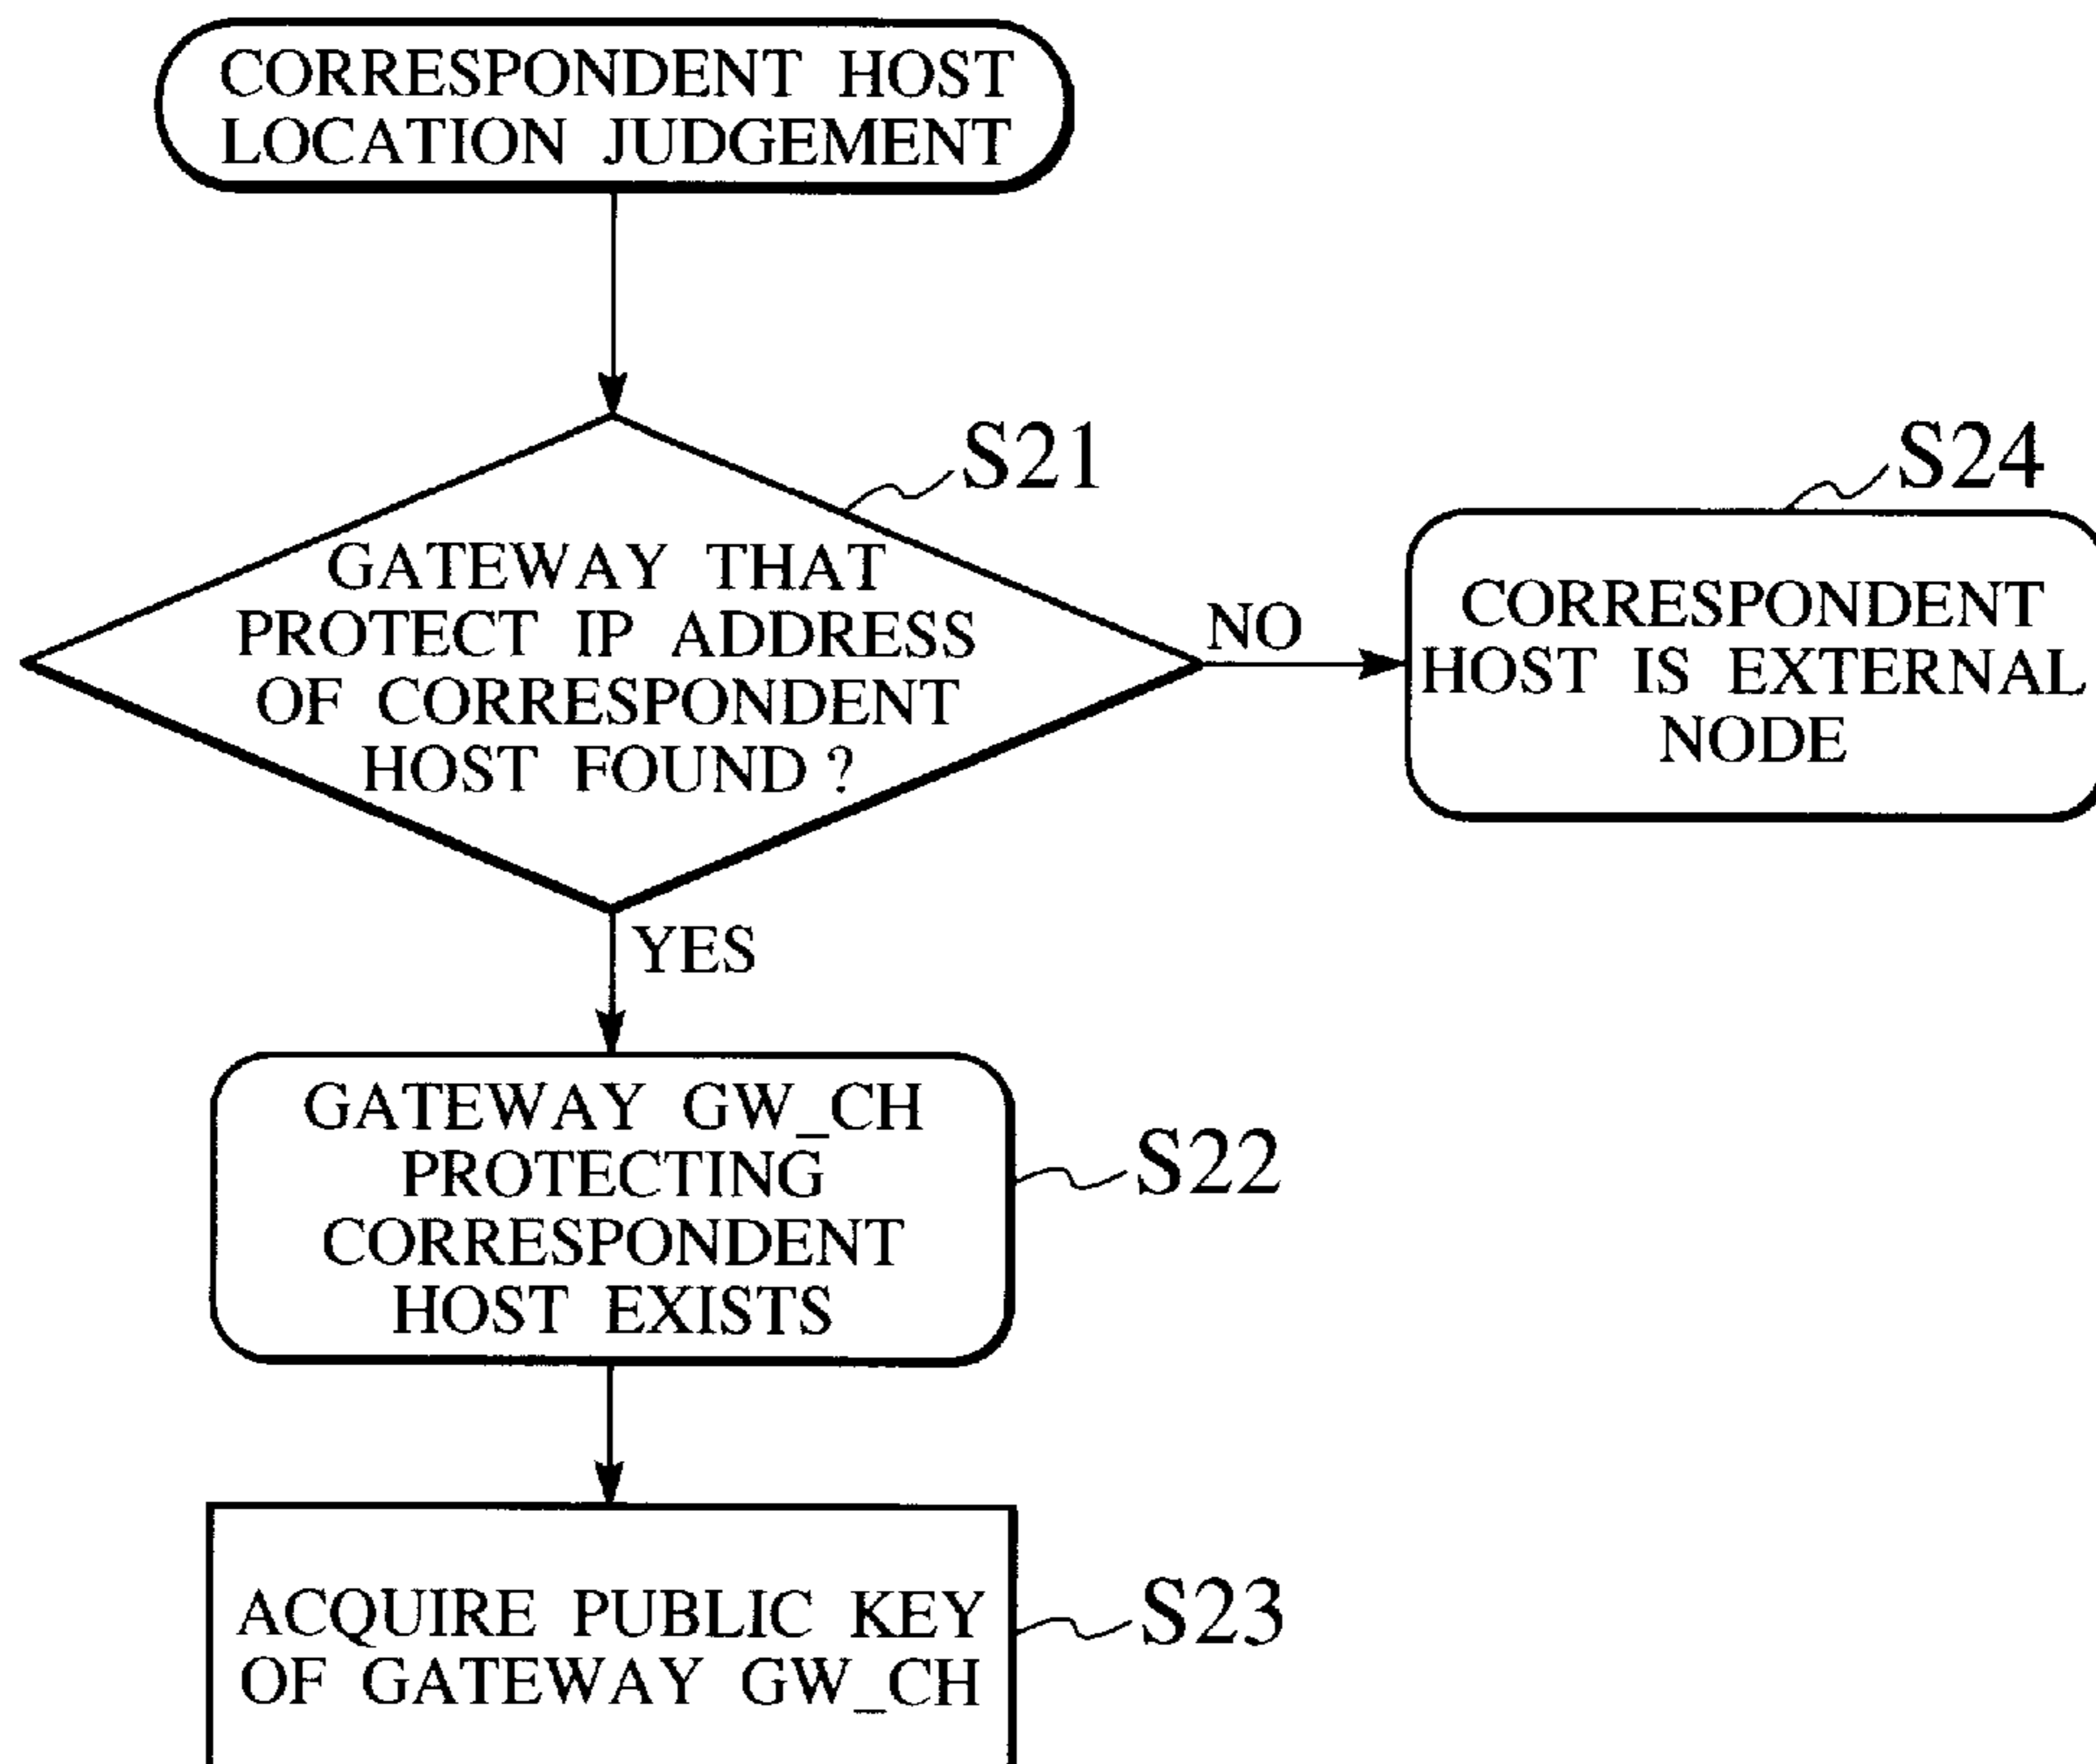 CORRESPONDENT HOST
LOCATION JUDGEMENT
S21
GATEWAY THAT
PROTECT IP ADDRESS
OF CORRESPONDENT
HOST FOUND ?
NO
S24
CORRESPONDENT
HOST IS EXTERNAL
NODE
YES
GATEWAY GW_CH
PROTECTING
CORRESPONDENT
HOST EXISTS
S22
ACQUIRE PUBLIC KEY
OF GATEWAY GW_CH
S23